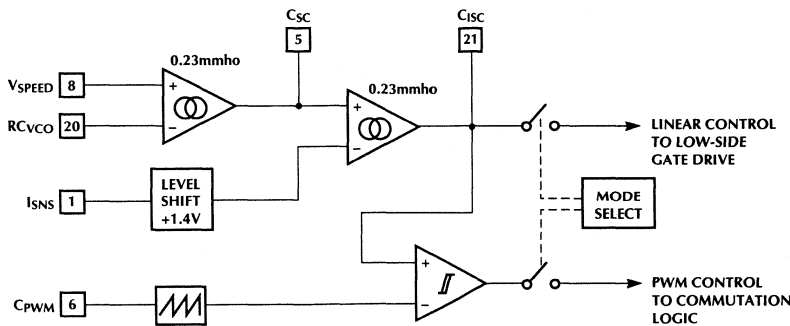 CSC
5
CISC
21
0.23mmho
0.23mmho
VSPEED 8
+
RCVCO 20
−
+
−
LINEAR CONTROL
TO LOW-SIDE
GATE DRIVE
ISNS 1
LEVEL
SHIFT
+1.4V
MODE
SELECT
+
−
CPWM 6
PWM CONTROL
TO COMMUTATION
LOGIC